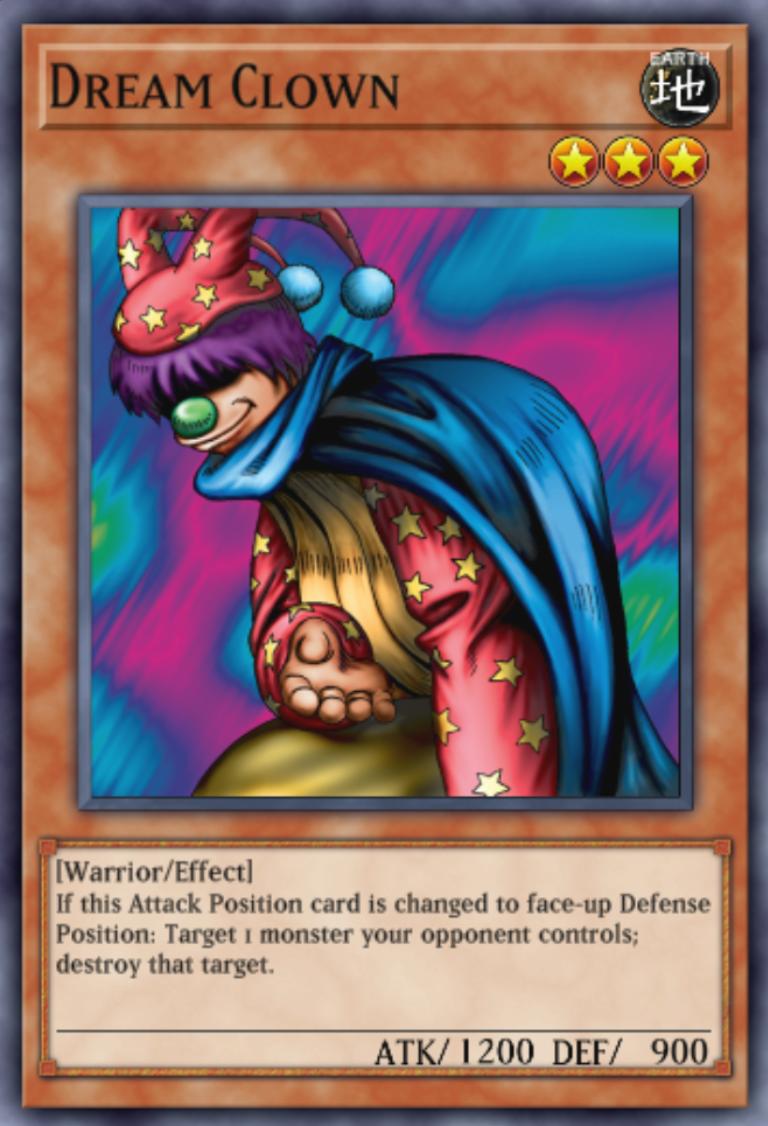 DREAM CLOWN
EARTH
地
[Warrior/Effect]
If this Attack Position card is changed to face-up Defense
Position: Target 1 monster your opponent controls;
destroy that target.
ATK/ 1200 DEF/ 900